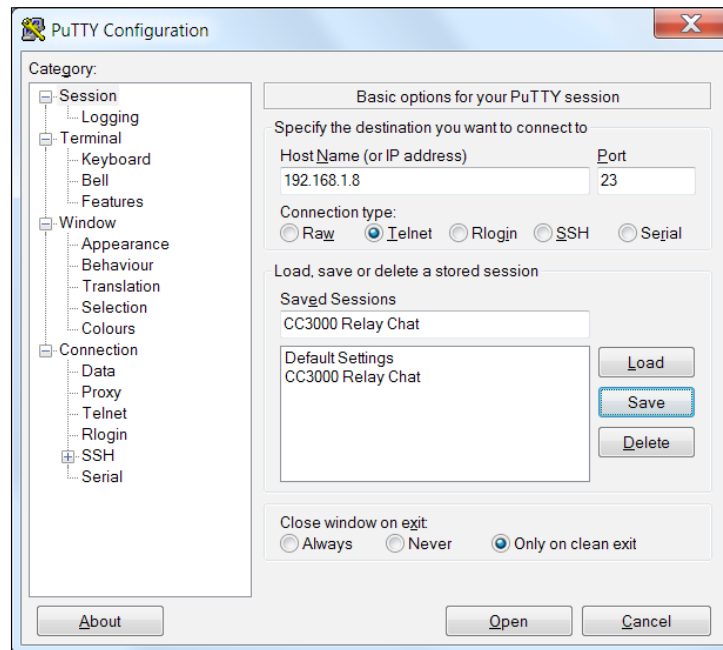 PuTTY Configuration
Category:
Session
Logging
Terminal
Keyboard
Bell
Features
Window
Appearance
Behaviour
Translation
Selection
Colours
Connection
Data
Proxy
Telnet
Rlogin
SSH
Serial
Basic options for your PuTTY session
Specify the destination you want to connect to
Host Name (or IP address) Port
192.168.1.8 23
Connection type:
Raw Telnet Rlogin SSH Serial
Load, save or delete a stored session
Saved Sessions
CC3000 Relay Chat
Default Settings
CC3000 Relay Chat
Load
Save
Delete
Close window on exit:
Always Never Only on clean exit
About Open Cancel